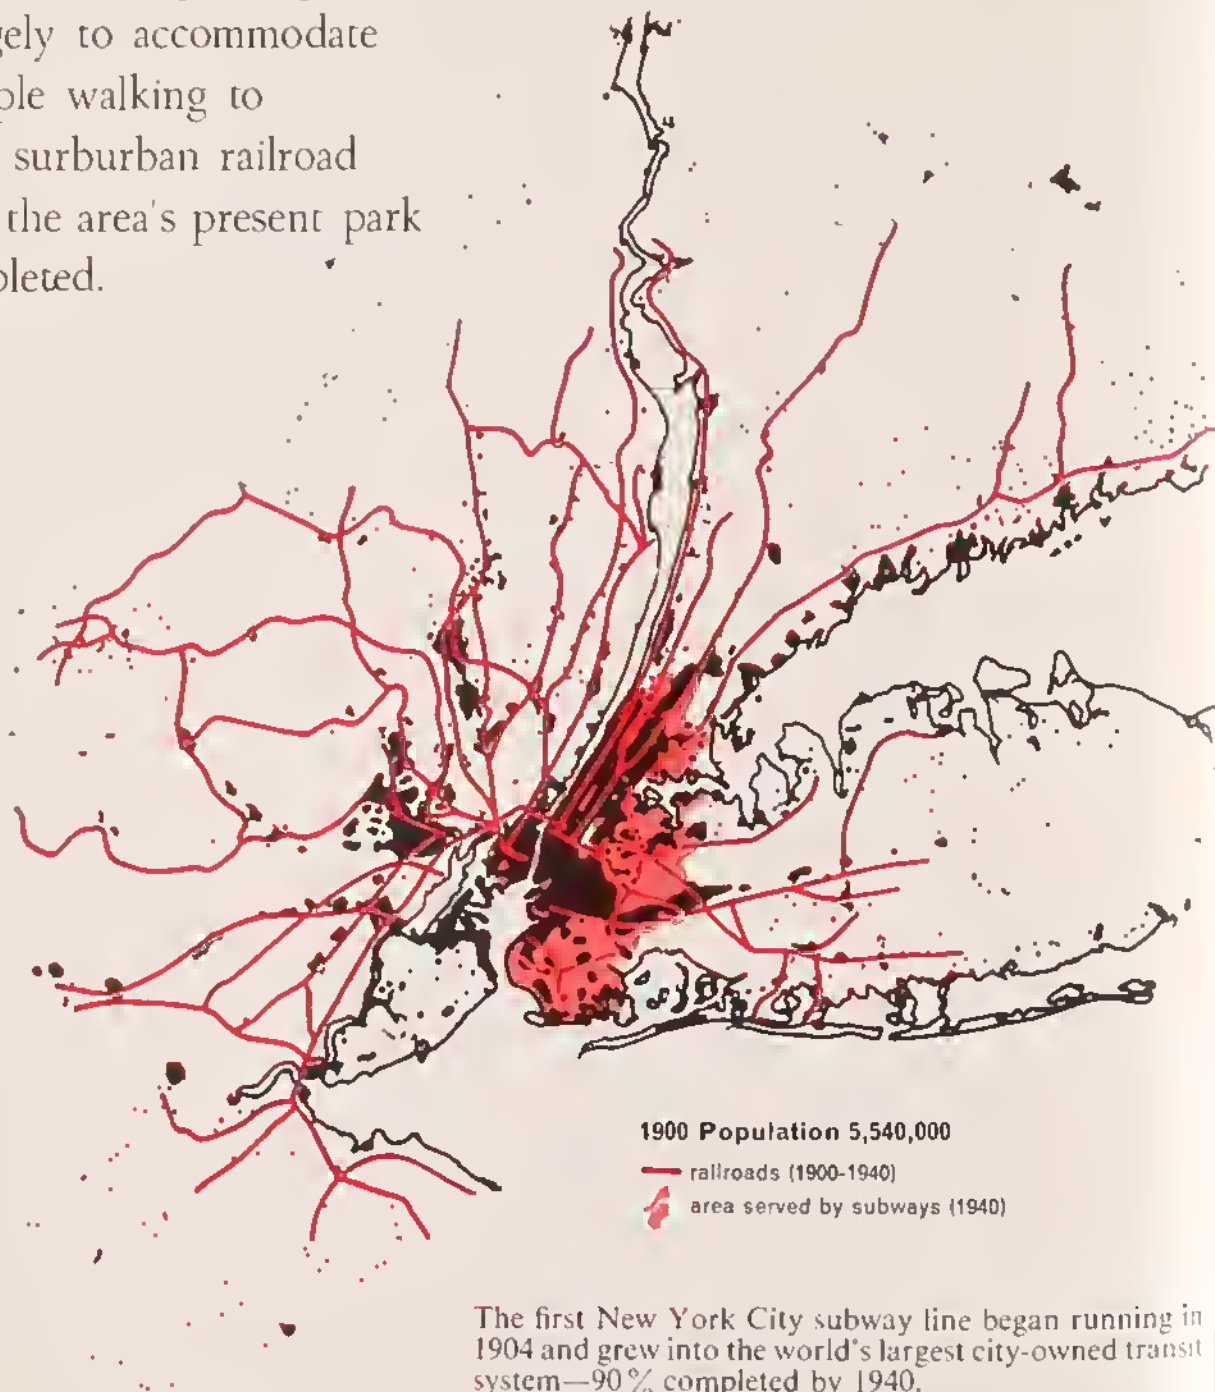 gely to accommodate
ple walking to
surburban railroad
the area's present park
pleted.
1900 Population 5,540,000
railroads (1900-1940)
area served by subways (1940)
The first New York City subway line began running in
1904 and grew into the world's largest city-owned transit
system—90% completed by 1940.